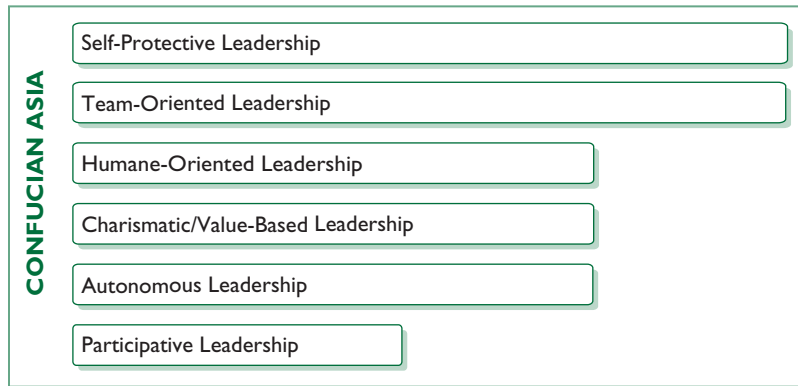 CONFUCIAN ASIA
Self-Protective Leadership
Team-Oriented Leadership
Humane-Oriented Leadership
Charismatic/Value-Based Leadership
Autonomous Leadership
Participative Leadership